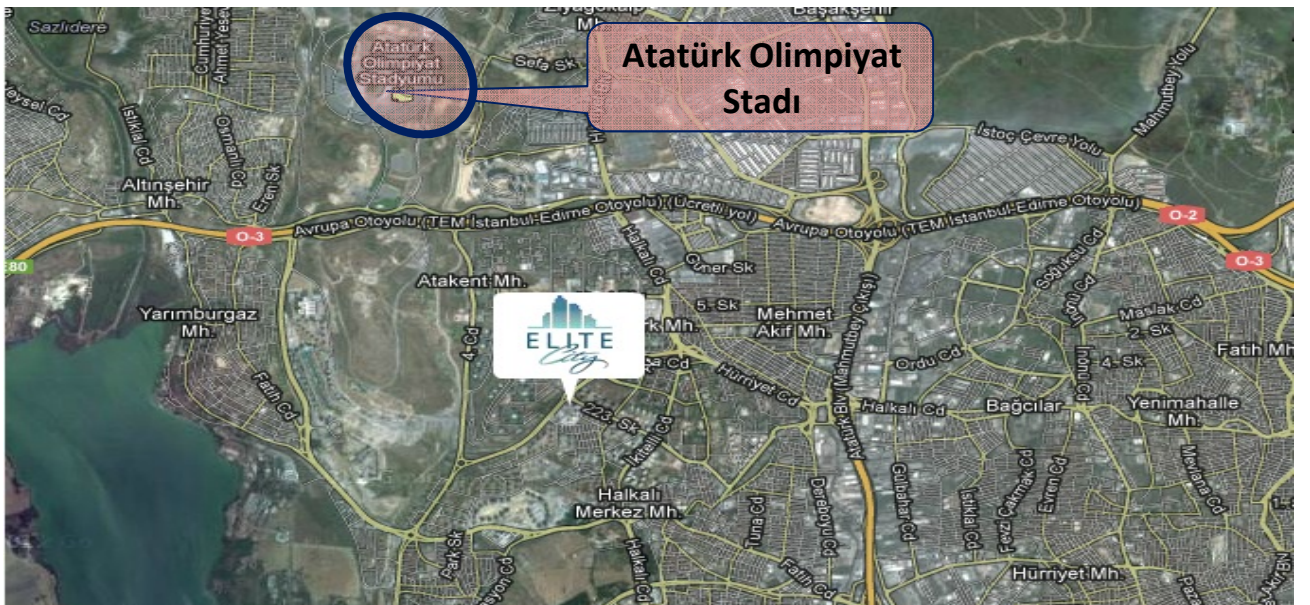 Sazlıdere
Cumhuriyet
Ahmet Yesevi
Atatürk
Olimpiyat
Stadyumu
Sefa Sk
Mh.
Başakşehir
Atatürk Olimpiyat
Stadı
Mahmutbey Yolu
İstoç Çevre Yolu
İstiklal Cd
Osmanlı Cd
Eren Sk
Altınşehir
Mh.
O-3
Avrupa Otoyolu (TEM İstanbul-Edirne Otoyolu) (Ücretli yol)
Avrupa Otoyolu (TEM İstanbul-Edirne Otoyolu)
O-2
O-3
E80
Halkalı Cd
Güner Sk
Soğuksu Cd
İnönü Cd
Atakent Mh.
Yarımburgaz
Mh.
4. Cd
ELITE
City
5. Sk
Mehmet
Akif Mh.
Atatürk Blv (Mahmutbey Çıkışı)
Maslak Cd
2. Sk
4. Sk
Fatih Mh
Ordu Cd
İnönü Cd
Hürriyet Cd
Halkalı Cd
Bağcılar
Yenimahalle
Mh.
Fatih Cd
223. Sk
İkitelli Cd
Halkalı
Merkez Mh.
Halkalı Cd
Park Sk
Tuna Cd
Dereboyu Cd
Fatih Cd
Gülbahar Cd
İstiklal Cd
Fevzi Çakmak Cd
Evren Cd
Mevlana Cd
Hürriyet Mh.